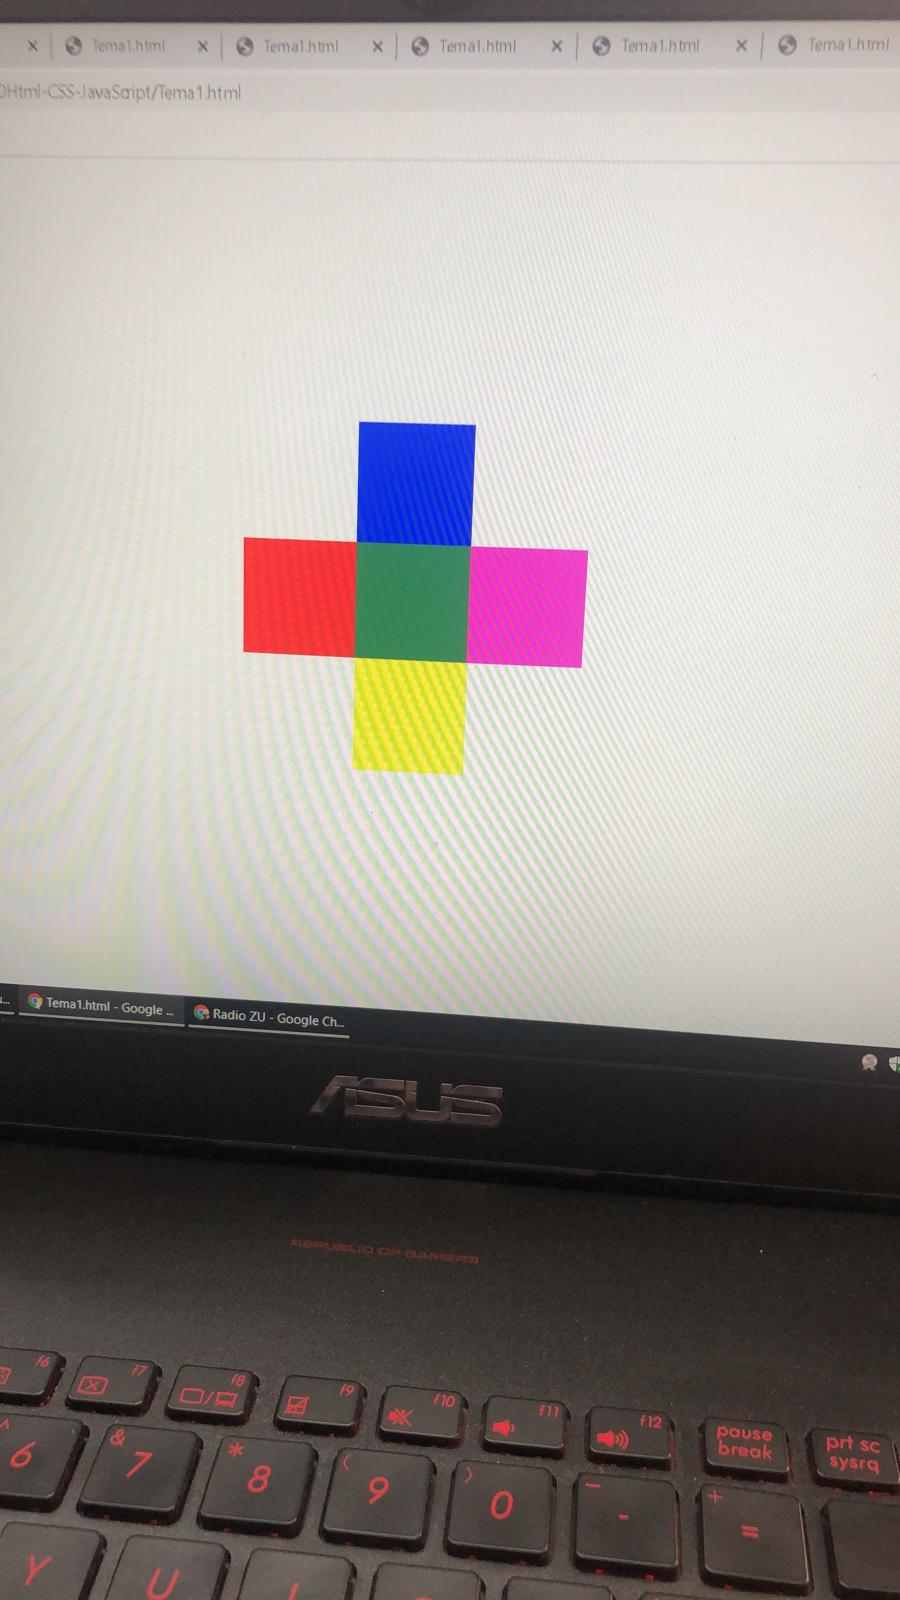 Tema1.html
Tema1.html
Tema1.html
Tema1.html
Tema1.html
Html-CSS-JavaScript/Tema1.html
Tema1.html - Google ...
Radio ZU - Google Ch...
ASUS
REPUBLIC OF GAMERS
f6
f7
f8
f9
f10
f11
f12
pause break
prt sc sysrq
^ 6
& 7
* 8
( 9
) 0
- -
+ =
Y
U